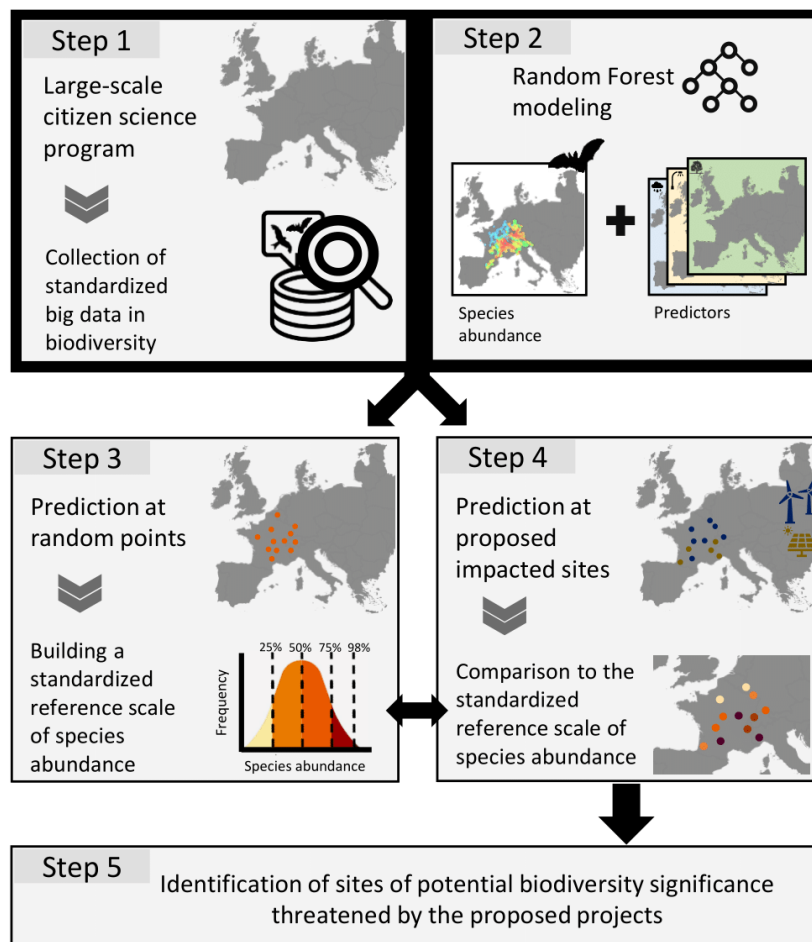 Step 1
Large-scale
citizen science
program
Collection of
standardized
big data in
biodiversity
Step 2
Random Forest
modeling
Species
abundance
Predictors
Step 3
Prediction at
random points
Building a
standardized
reference scale
of species
abundance
25% 50% 75% 98%
Frequency
Species abundance
Step 4
Prediction at
proposed
impacted sites
Comparison to the
standardized
reference scale of
species abundance
Step 5
Identification of sites of potential biodiversity significance
threatened by the proposed projects